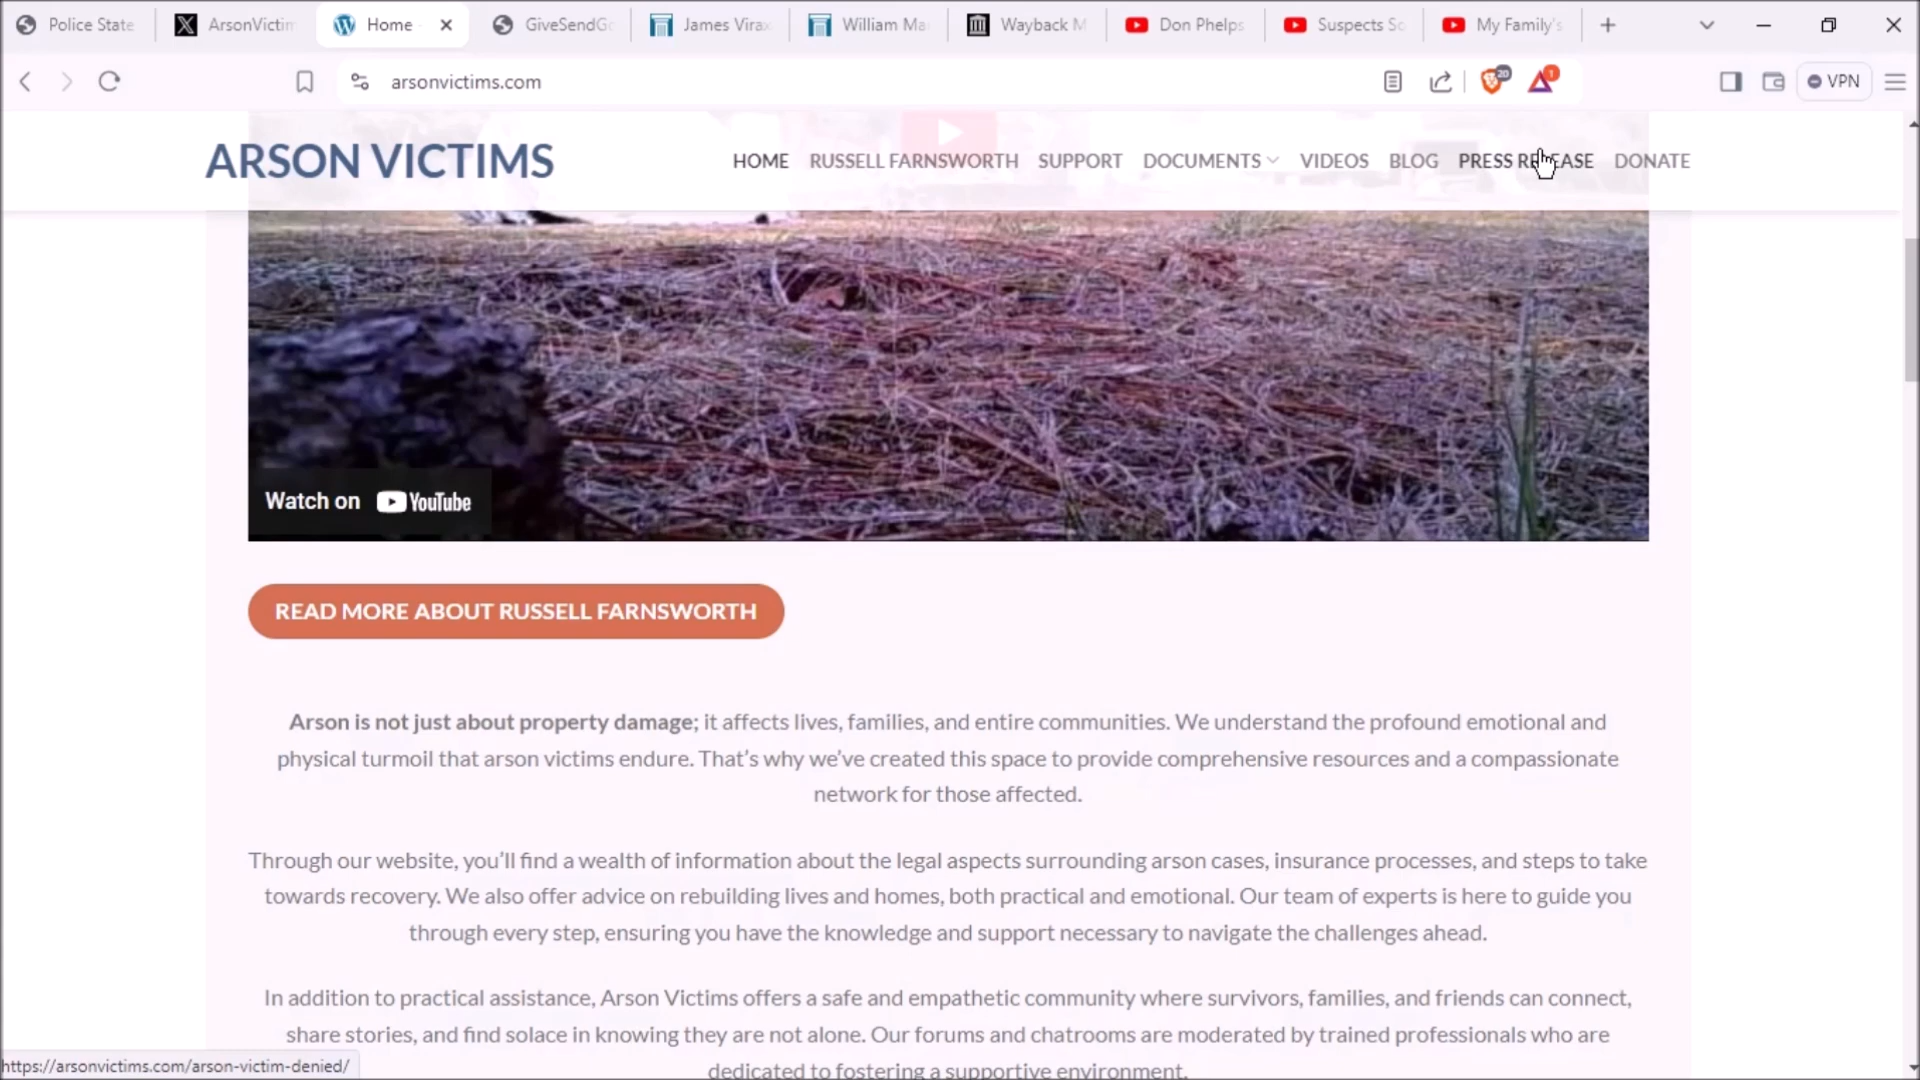 Police State
ArsonVictim
Home
GiveSendGo
James Virax
William Ma
Wayback M
Don Phelps
Suspects So
My Family's
arsonvictims.com
20
1
VPN
ARSON VICTIMS
HOME RUSSELL FARNSWORTH SUPPORT DOCUMENTS VIDEOS BLOG PRESS RELEASE DONATE
Watch on YouTube
READ MORE ABOUT RUSSELL FARNSWORTH
Arson is not just about property damage; it affects lives, families, and entire communities. We understand the profound emotional and
physical turmoil that arson victims endure. That's why we've created this space to provide comprehensive resources and a compassionate
network for those affected.
Through our website, you'll find a wealth of information about the legal aspects surrounding arson cases, insurance processes, and steps to take
towards recovery. We also offer advice on rebuilding lives and homes, both practical and emotional. Our team of experts is here to guide you
through every step, ensuring you have the knowledge and support necessary to navigate the challenges ahead.
In addition to practical assistance, Arson Victims offers a safe and empathetic community where survivors, families, and friends can connect,
share stories, and find solace in knowing they are not alone. Our forums and chatrooms are moderated by trained professionals who are
dedicated to fostering a supportive environment.
https://arsonvictims.com/arson-victim-denied/